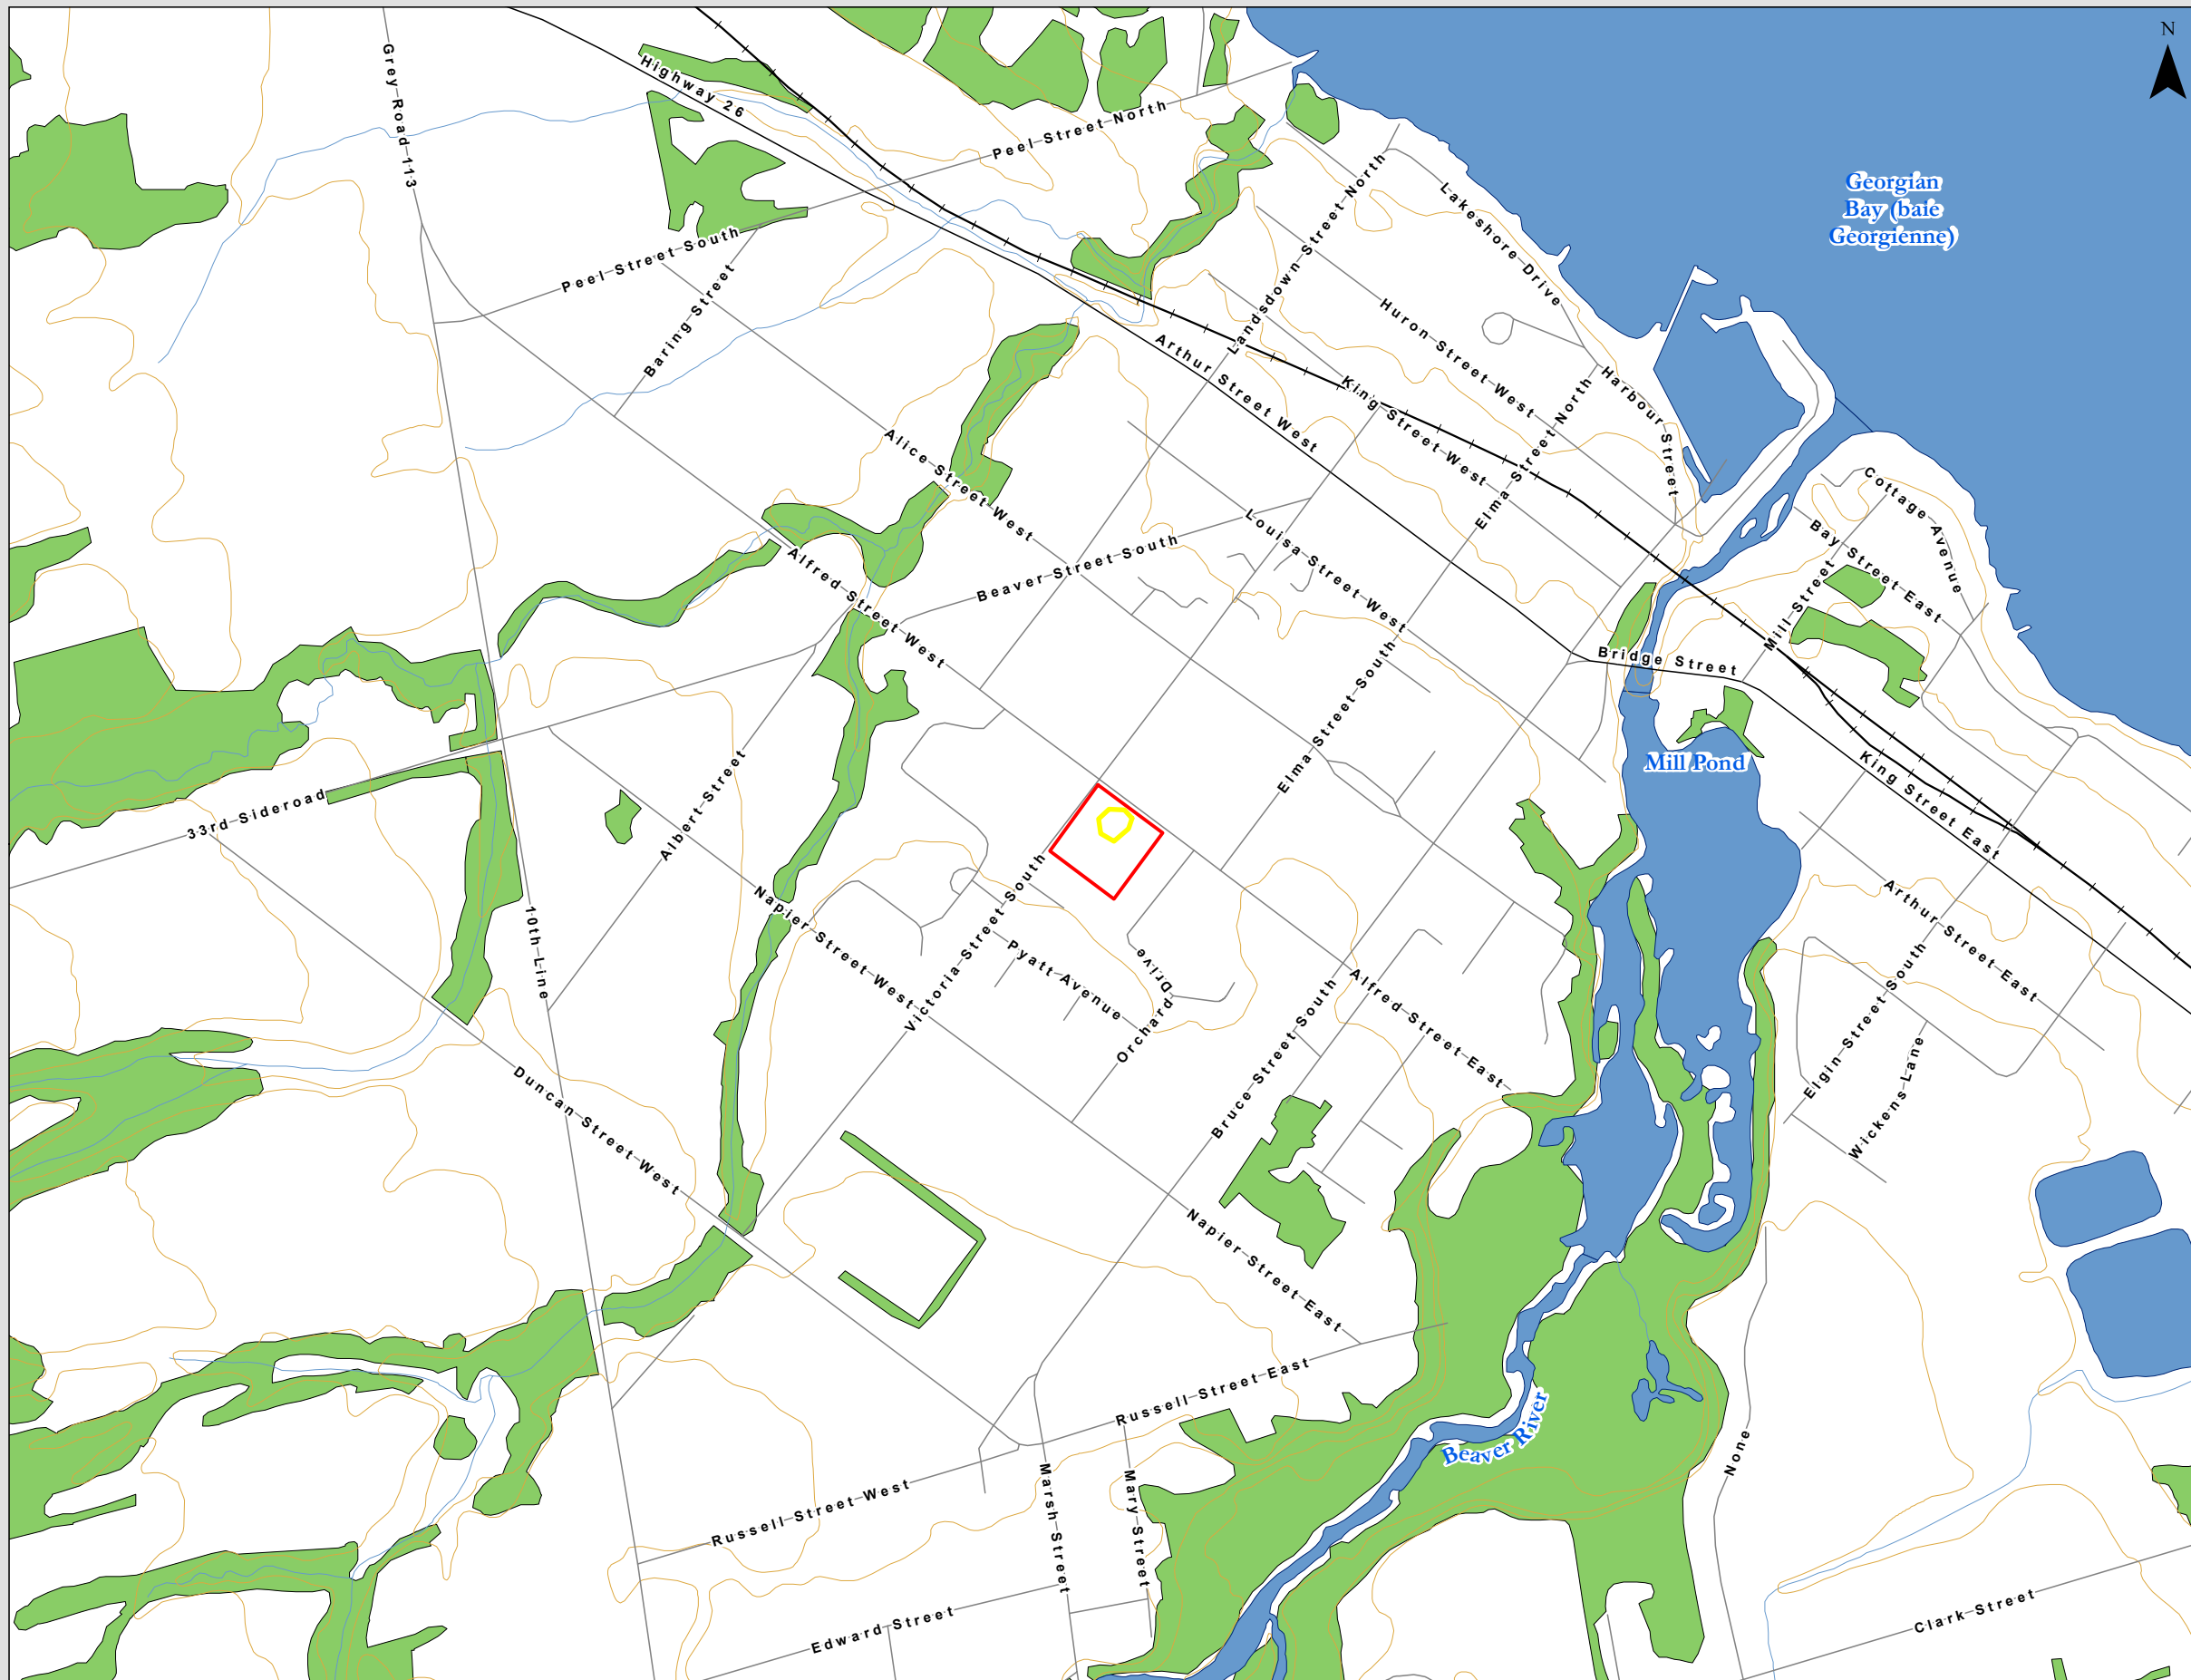 N
Grey Road 113
Highway 26
Peel Street North
Georgian
Bay (baie
Georgienne)
Lakeshore Drive
Landsdown Street North
Peel Street South
Baring Street
Huron Street West
Arthur Street West
King Street West
Harbour Street
Elma Street North
Alice Street West
Cottage Avenue
Bay Street East
Louisa Street West
Beaver Street South
Alfred Street West
Mill Street
Bridge Street
Elma Street South
Mill Pond
King Street East
Albert Street
33rd Sideroad
10th Line
Napier Street West
Victoria Street South
Pyatt Avenue
Orchard Drive
Arthur Street East
Alfred Street East
Bruce Street South
Elgin Street South
Wickens Lane
Duncan Street West
Napier Street East
Russell Street East
Beaver River
None
Russell Street West
Marsh Street
Mary Street
Edward Street
Clark Street